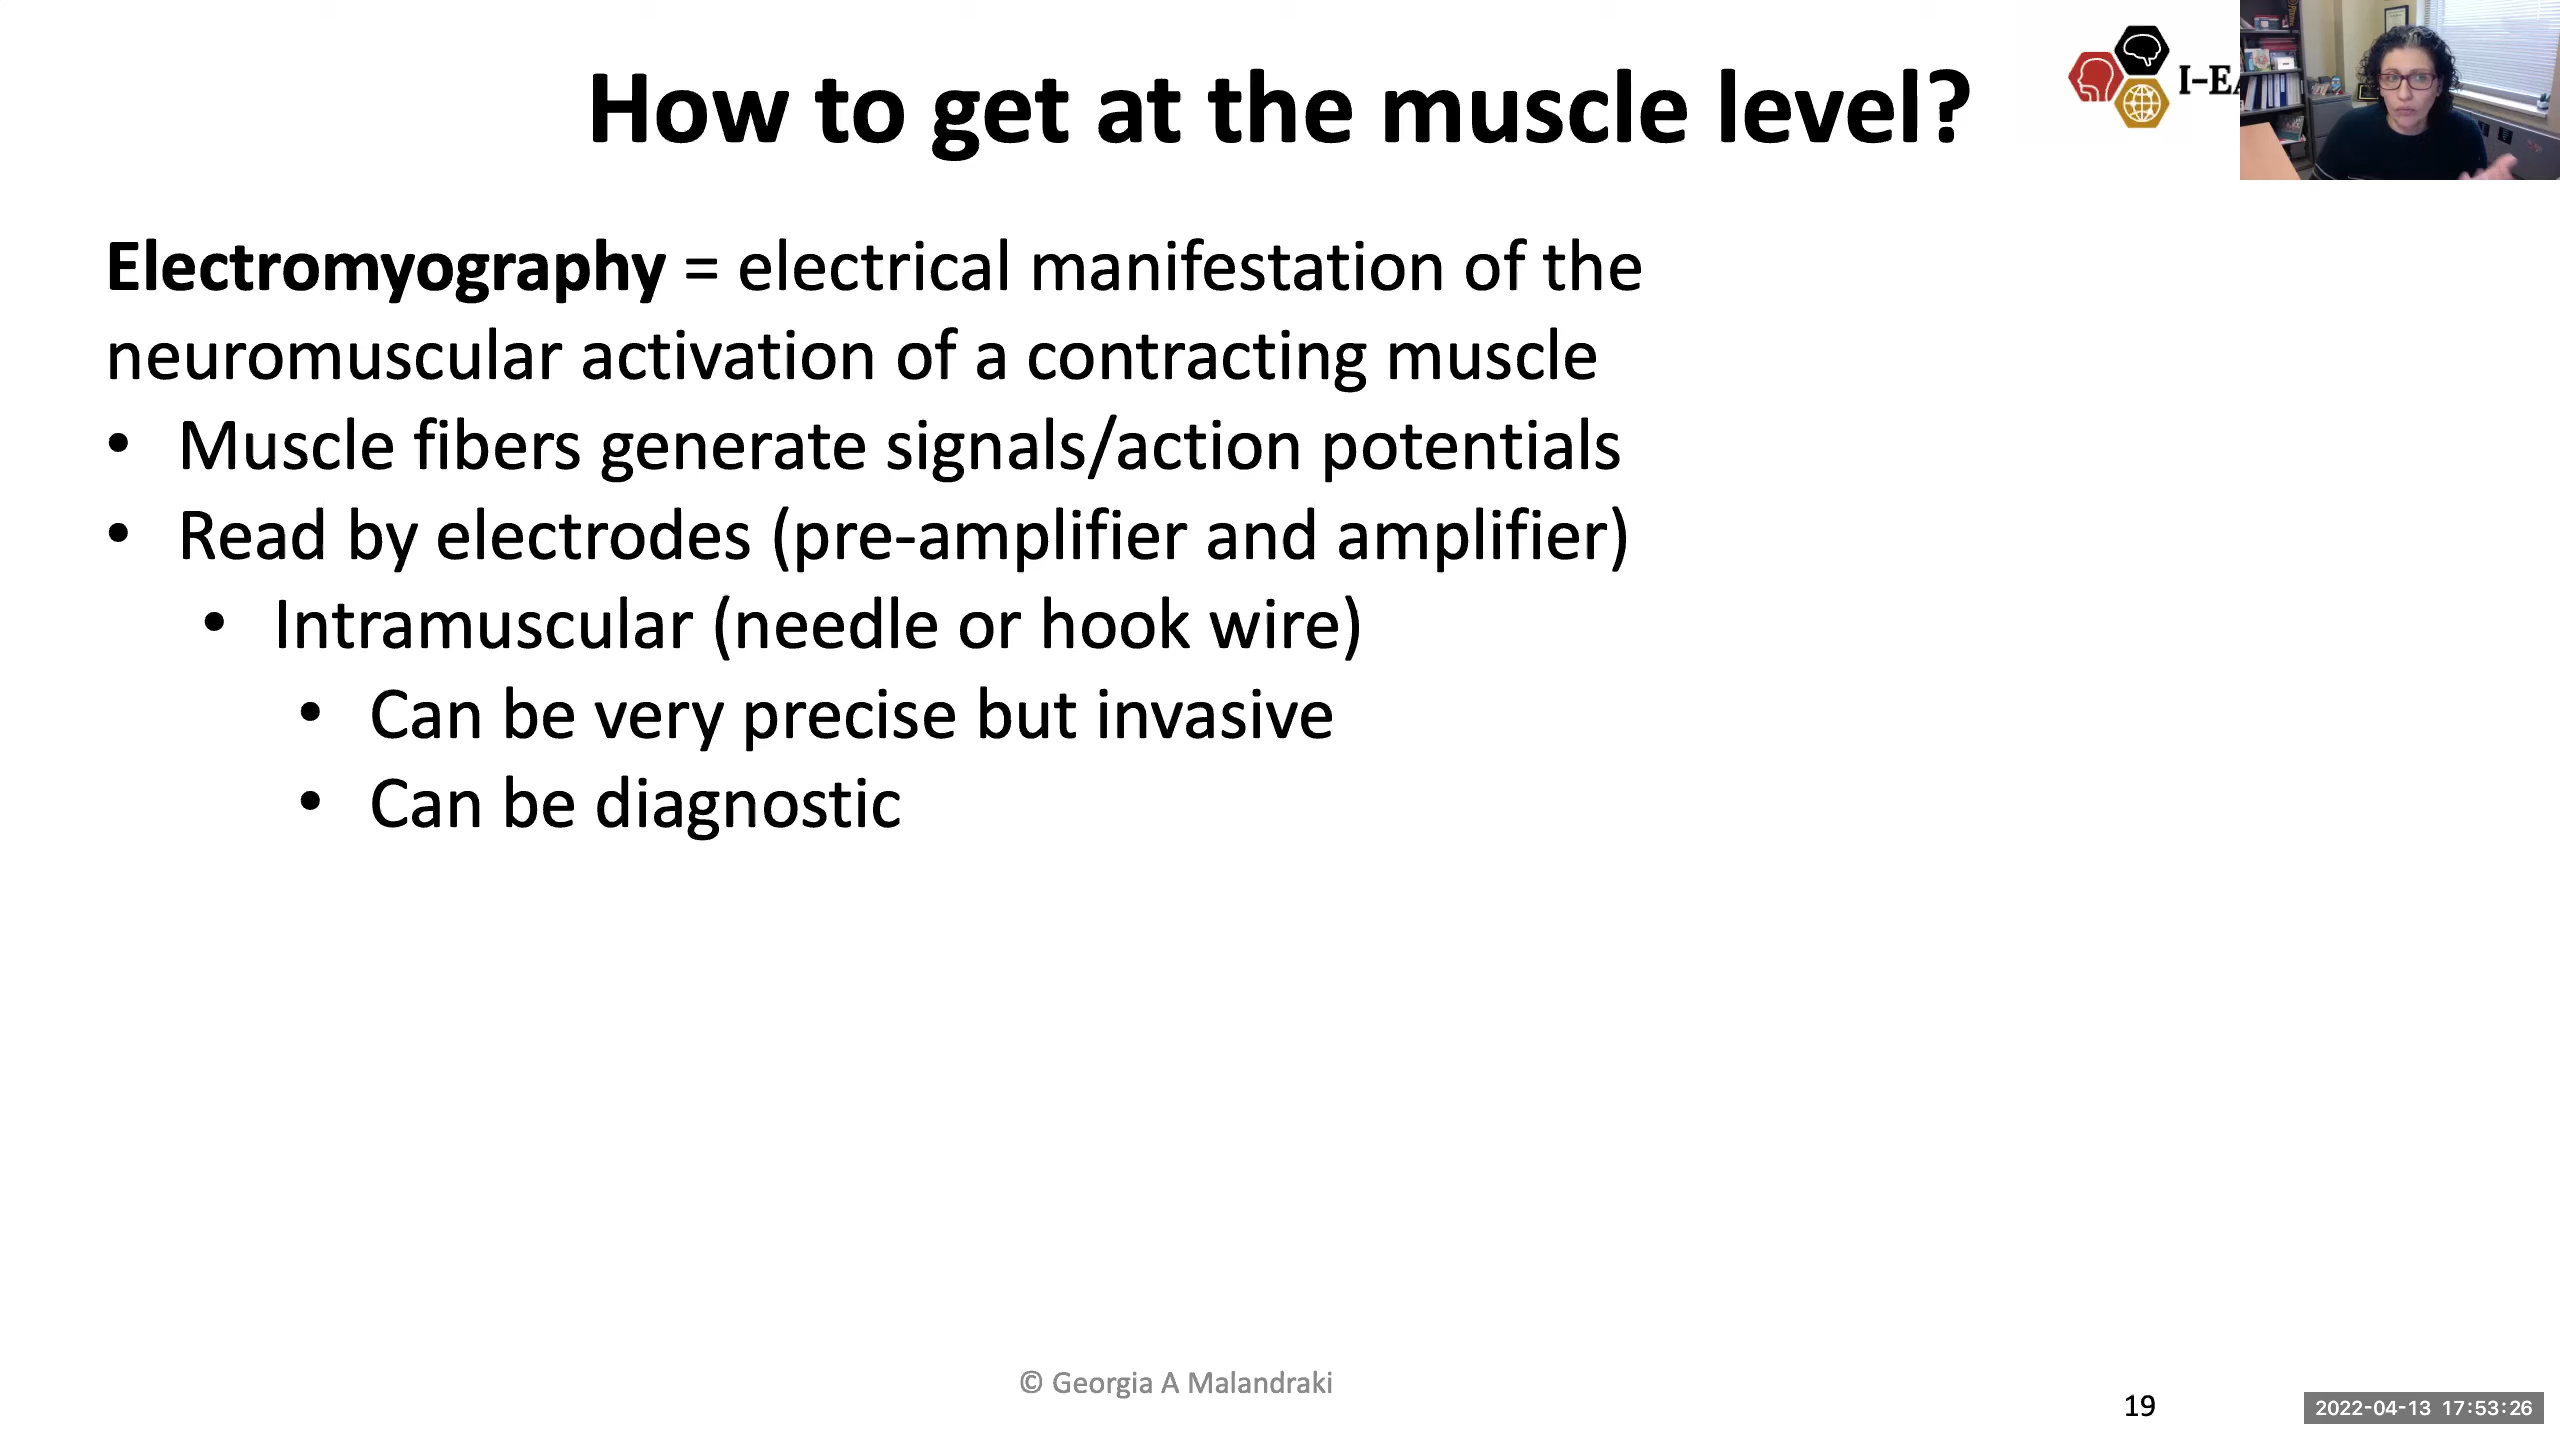 How to get at the muscle level?
I-EA
Electromyography = electrical manifestation of the
neuromuscular activation of a contracting muscle
• Muscle fibers generate signals/action potentials
• Read by electrodes (pre-amplifier and amplifier)
• Intramuscular (needle or hook wire)
• Can be very precise but invasive
• Can be diagnostic
© Georgia A Malandraki
19
2022-04-13 17:53:26